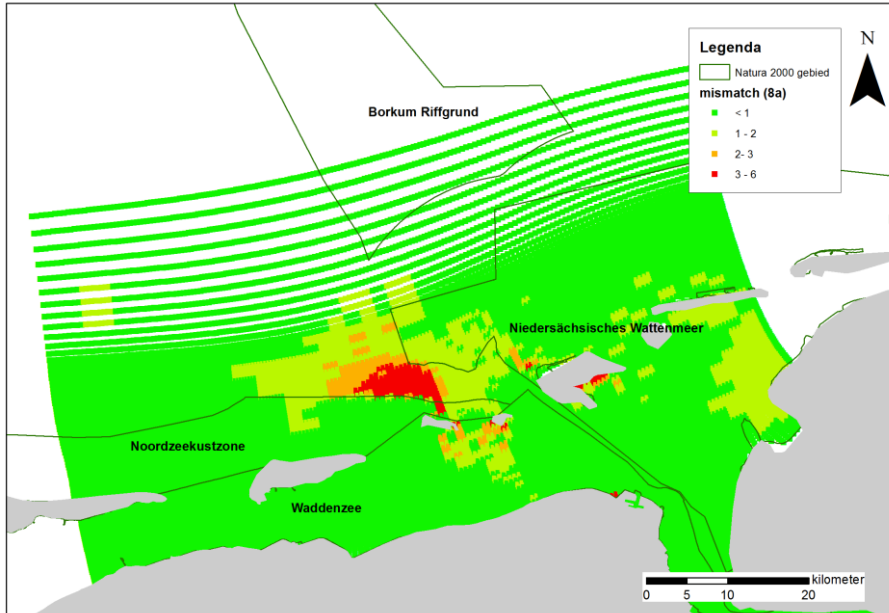 N
Legenda
Natura 2000 gebied
mismatch (8a)
< 1
1 - 2
2- 3
3 - 6
Borkum Riffgrund
Niedersächsisches Wattenmeer
Noordzeekustzone
Waddenzee
kilometer
0 5 10 20